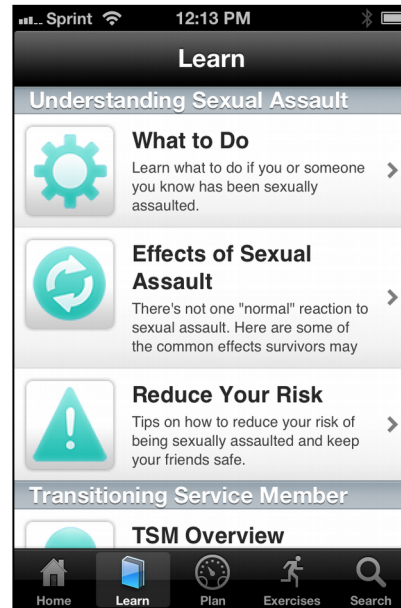 Sprint 12:13 PM
Learn
Understanding Sexual Assault
What to Do
Learn what to do if you or someone
you know has been sexually
assaulted.
Effects of Sexual
Assault
There's not one "normal" reaction to
sexual assault. Here are some of
the common effects survivors may
Reduce Your Risk
Tips on how to reduce your risk of
being sexually assaulted and keep
your friends safe.
Transitioning Service Member
TSM Overview
Home Learn Plan Exercises Search